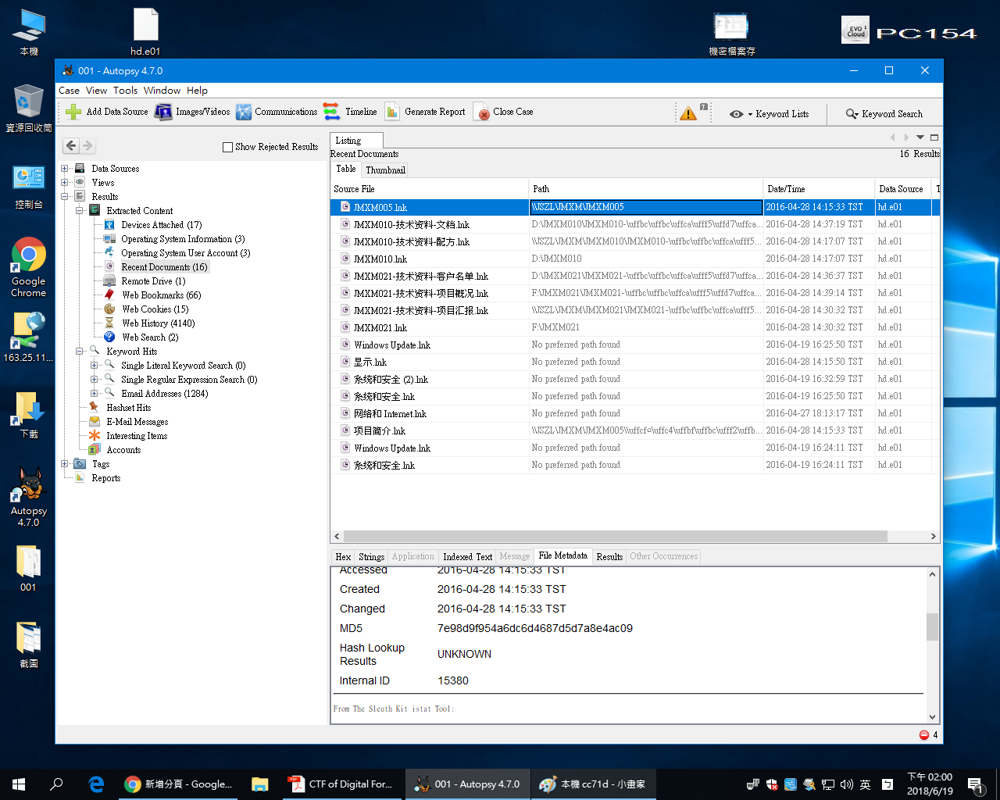 本機
hd.e01
機密檔案存
EVO
Cloud
PC154
001 - Autopsy 4.7.0
Case View Tools Window Help
Add Data Source Images/Videos Communications Timeline Generate Report Close Case
7
Keyword Lists Keyword Search
資源回收筒
Show Rejected Results
Listing
Recent Documents 16 Results
Table Thumbnail
Data Sources
Views
Results
Extracted Content
Devices Attached (17)
Operating System Information (3)
Operating System User Account (3)
Recent Documents (16)
Remote Drive (1)
Web Bookmarks (66)
Web Cookies (15)
Web History (4140)
Web Search (2)
Keyword Hits
Single Literal Keyword Search (0)
Single Regular Expression Search (0)
Email Addresses (1284)
Hashset Hits
E-Mail Messages
Interesting Items
Accounts
Tags
Reports
控制台
Google
Chrome
163.25.11...
下載
Autopsy
4.7.0
001
截圖
Source File Path Date/Time Data Source T
JMXM005.lnk \\JSZL\JMXM\JMXM005 2016-04-28 14:15:33 TST hd.e01
JMXM010-技术资料-文档.lnk D:\JMXM010\JMXM010-\uffbc\uffbc\uffca\ufff5\uffd7\uffca... 2016-04-28 14:37:19 TST hd.e01
JMXM010-技术资料-配方.lnk \\JSZL\JMXM\JMXM010\JMXM010-\uffbc\uffbc\uffca\ufff5... 2016-04-28 14:17:07 TST hd.e01
JMXM010.lnk D:\JMXM010 2016-04-28 14:17:07 TST hd.e01
JMXM021-技术资料-客户名单.lnk D:\JMXM021\JMXM021-\uffbc\uffbc\uffca\ufff5\uffd7\uffca... 2016-04-28 14:36:37 TST hd.e01
JMXM021-技术资料-项目概况.lnk F:\JMXM021\JMXM021-\uffbc\uffbc\uffca\ufff5\uffd7\uffca... 2016-04-28 14:39:14 TST hd.e01
JMXM021-技术资料-项目汇报.lnk \\JSZL\JMXM\JMXM021\JMXM021-\uffbc\uffbc\uffca\ufff5... 2016-04-28 14:30:32 TST hd.e01
JMXM021.lnk F:\JMXM021 2016-04-28 14:30:32 TST hd.e01
Windows Update.lnk No preferred path found 2016-04-19 16:25:50 TST hd.e01
显示.lnk No preferred path found 2016-04-28 14:15:50 TST hd.e01
系统和安全 (2).lnk No preferred path found 2016-04-19 16:32:59 TST hd.e01
系统和安全.lnk No preferred path found 2016-04-19 16:25:50 TST hd.e01
网络和 Internet.lnk No preferred path found 2016-04-27 18:13:17 TST hd.e01
项目简介.lnk 2016-04-28 14:15:33 TST hd.e01
Windows Update.lnk No preferred path found 2016-04-19 16:24:11 TST hd.e01
系统和安全.lnk No preferred path found 2016-04-19 16:24:11 TST hd.e01
Hex Strings Application Indexed Text Message File Metadata Results Other Occurrences
Accessed 2016-04-28 14:15:33 TST
Created 2016-04-28 14:15:33 TST
Changed 2016-04-28 14:15:33 TST
MD5 7e98d9f954a6dc6d4687d5d7a8e4ac09
Hash Lookup
Results UNKNOWN
Internal ID 15380
From The Sleuth Kit istat Tool:
4
新增分頁 - Google... CTF of Digital For... 001 - Autopsy 4.7.0 本機 cc71d - 小畫家 英 下午 02:00
2018/6/19
1